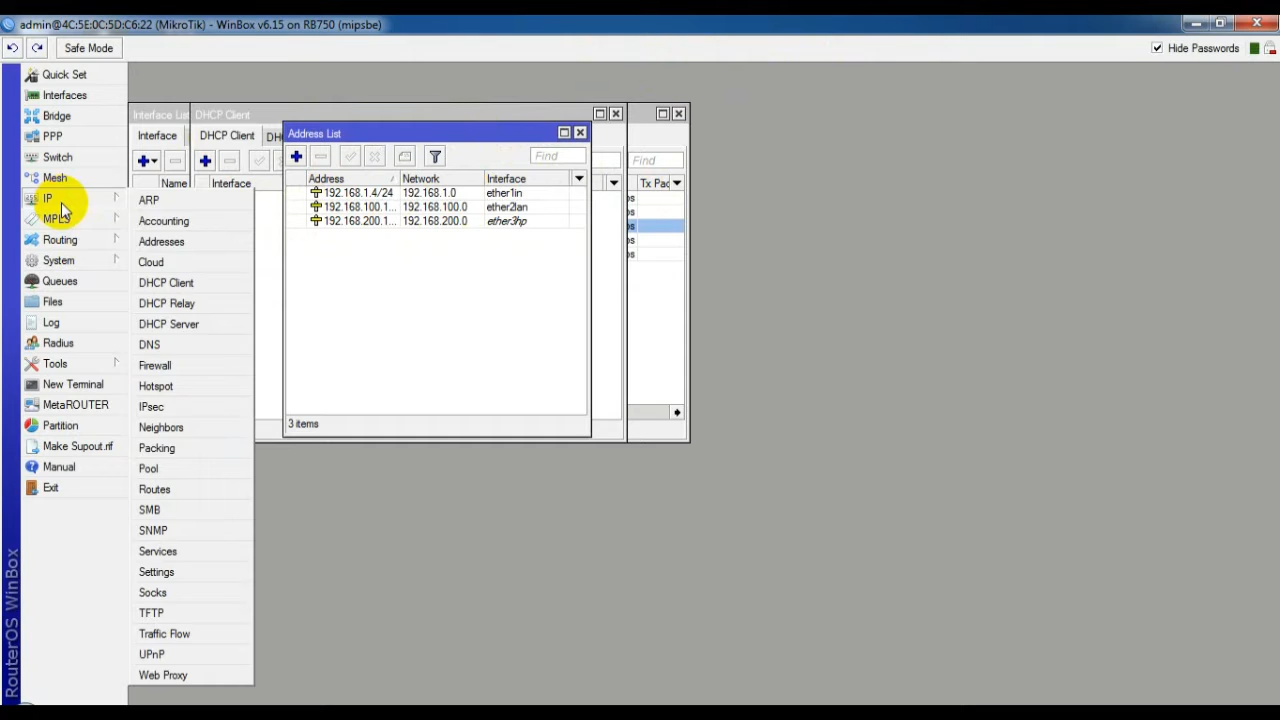 admin@4C:5E:0C:5D:C6:22 (MikroTik) - WinBox v6.15 on RB750 (mipsbe)
Safe Mode
Hide Passwords
Quick Set
Interfaces
Bridge
PPP
Switch
Mesh
IP
MPLS
Routing
System
Queues
Files
Log
Radius
Tools
New Terminal
MetaROUTER
Partition
Make Supout.rif
Manual
Exit
RouterOS WinBox
ARP
Accounting
Addresses
Cloud
DHCP Client
DHCP Relay
DHCP Server
DNS
Firewall
Hotspot
IPsec
Neighbors
Packing
Pool
Routes
SMB
SNMP
Services
Settings
Socks
TFTP
Traffic Flow
UPnP
Web Proxy
Interface List
Interface
Name
DHCP Client
DHCP Client DH
Interface
Address List
Find
Address / Network Interface
192.168.1.4/24 192.168.1.0 ether1in
192.168.100.1... 192.168.100.0 ether2lan
192.168.200.1... 192.168.200.0 ether3hp
3 items
Find
Tx Pac